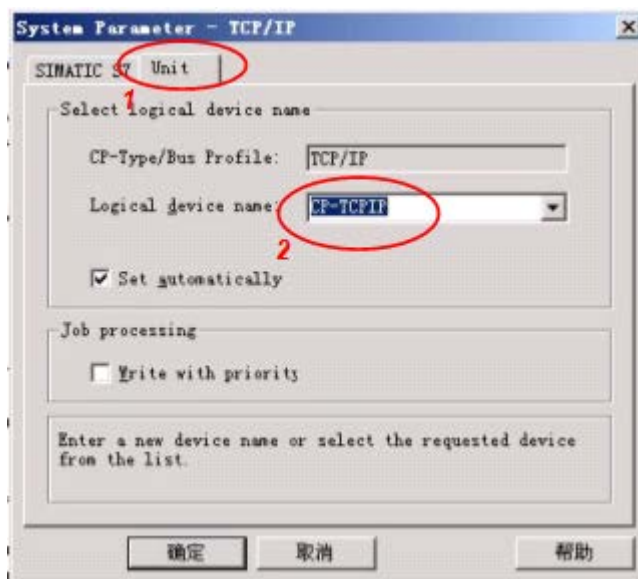 System Parameter - TCP/IP
SIMATIC S7 Unit
1
Select logical device name
CP-Type/Bus Profile: TCP/IP
Logical device name: CP-TCPIP
2
Set automatically
Job processing
Write with priority
Enter a new device name or select the requested device
from the list.
确定 取消 帮助